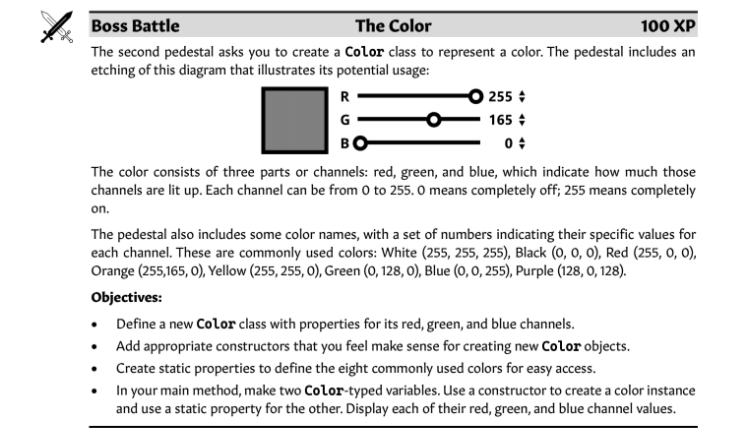 Boss Battle The Color 100 XP
The second pedestal asks you to create a Color class to represent a color. The pedestal includes an
etching of this diagram that illustrates its potential usage:
R 255
G 165
B 0
The color consists of three parts or channels: red, green, and blue, which indicate how much those
channels are lit up. Each channel can be from 0 to 255. 0 means completely off; 255 means completely
on.
The pedestal also includes some color names, with a set of numbers indicating their specific values for
each channel. These are commonly used colors: White (255, 255, 255), Black (0, 0, 0), Red (255, 0, 0),
Orange (255,165, 0), Yellow (255, 255, 0), Green (0, 128, 0), Blue (0, 0, 255), Purple (128, 0, 128).
Objectives:
• Define a new Color class with properties for its red, green, and blue channels.
• Add appropriate constructors that you feel make sense for creating new Color objects.
• Create static properties to define the eight commonly used colors for easy access.
• In your main method, make two Color-typed variables. Use a constructor to create a color instance
and use a static property for the other. Display each of their red, green, and blue channel values.